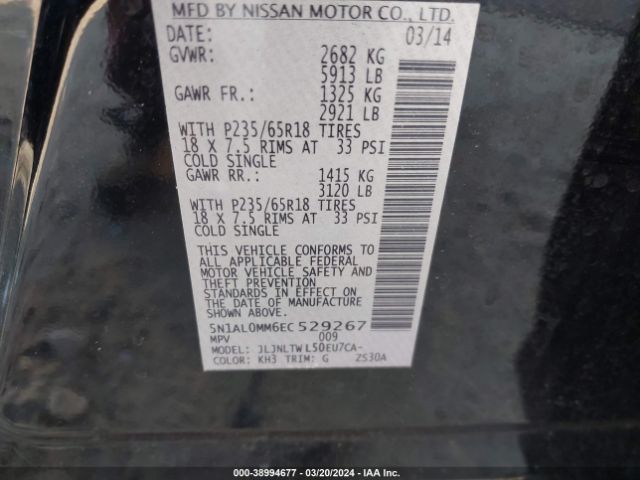 MFD BY NISSAN MOTOR CO., LTD.
DATE: 03/14
GVWR: 2682 KG
5913 LB
GAWR FR.: 1325 KG
2921 LB
WITH P235/65R18 TIRES
18 X 7.5 RIMS AT 33 PSI
COLD SINGLE
GAWR RR.: 1415 KG
3120 LB
WITH P235/65R18 TIRES
18 X 7.5 RIMS AT 33 PSI
COLD SINGLE
THIS VEHICLE CONFORMS TO
ALL APPLICABLE FEDERAL
MOTOR VEHICLE SAFETY AND
THEFT PREVENTION
STANDARDS IN EFFECT ON
THE DATE OF MANUFACTURE
SHOWN ABOVE.
5N1AL0MM6EC529267
MPV 009
MODEL: JLJNLTWL50EU7CA-
COLOR: KH3 TRIM: G ZS30A
000-38994677 — 03/20/2024 — IAA Inc.